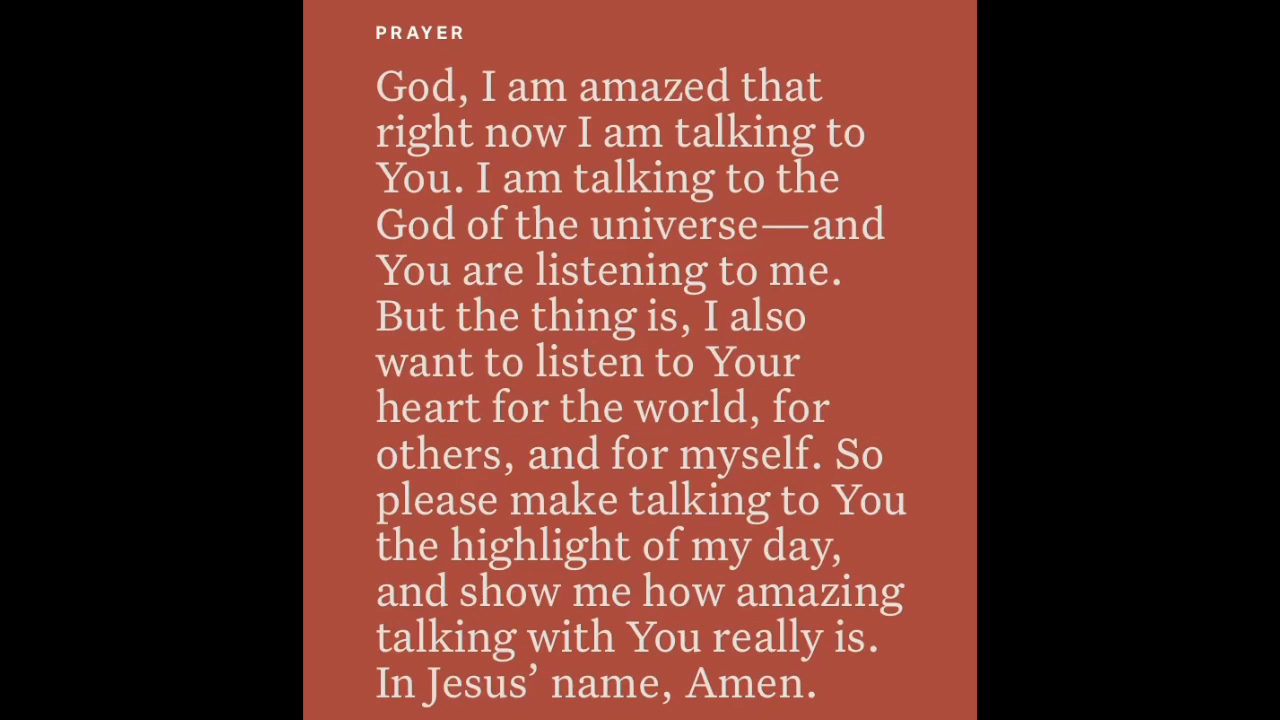 PRAYER
God, I am amazed that
right now I am talking to
You. I am talking to the
God of the universe—and
You are listening to me.
But the thing is, I also
want to listen to Your
heart for the world, for
others, and for myself. So
please make talking to You
the highlight of my day,
and show me how amazing
talking with You really is.
In Jesus’ name, Amen.